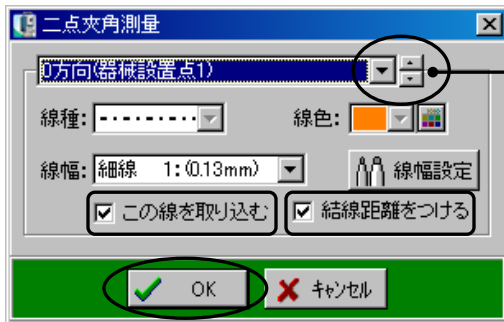 二点夾角測量
0方向(器械設置点1)
線種: 線色:
線幅: 細線 1:(0.13mm) 線幅設定
この線を取り込む 結線距離をつける
OK キャンセル